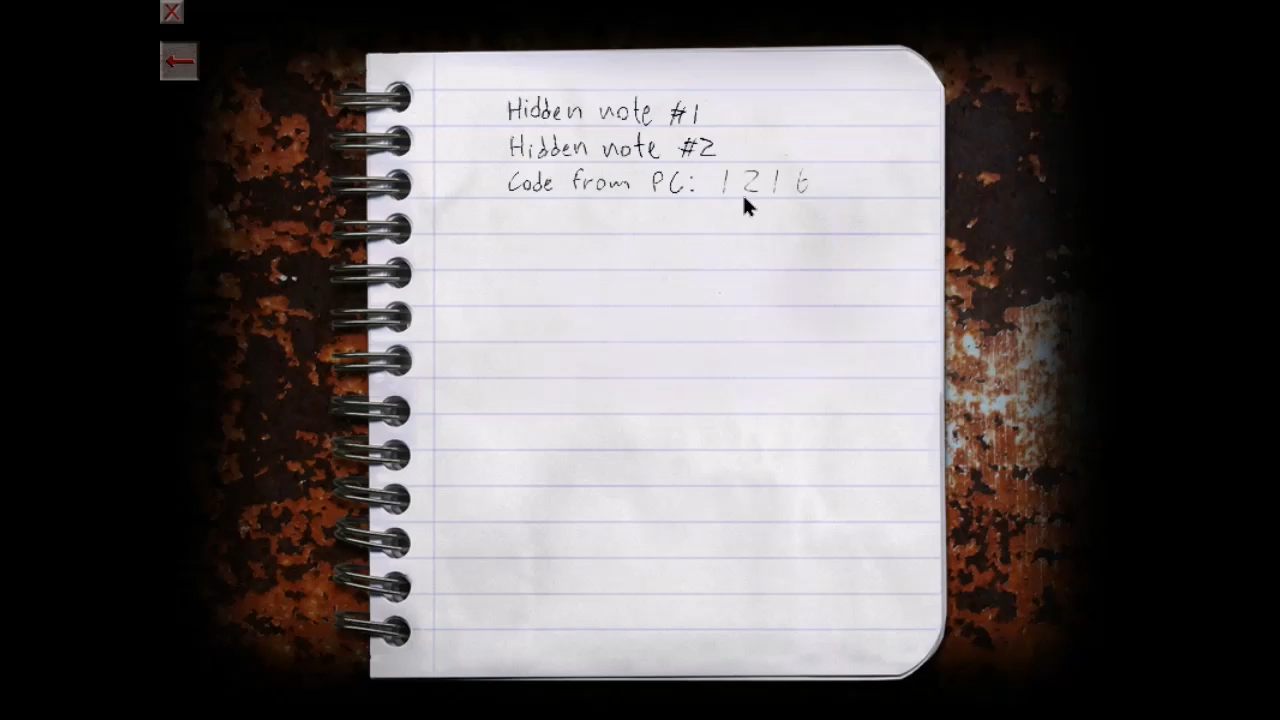 Hidden note #1
Hidden note #2
Code from PC: 1216